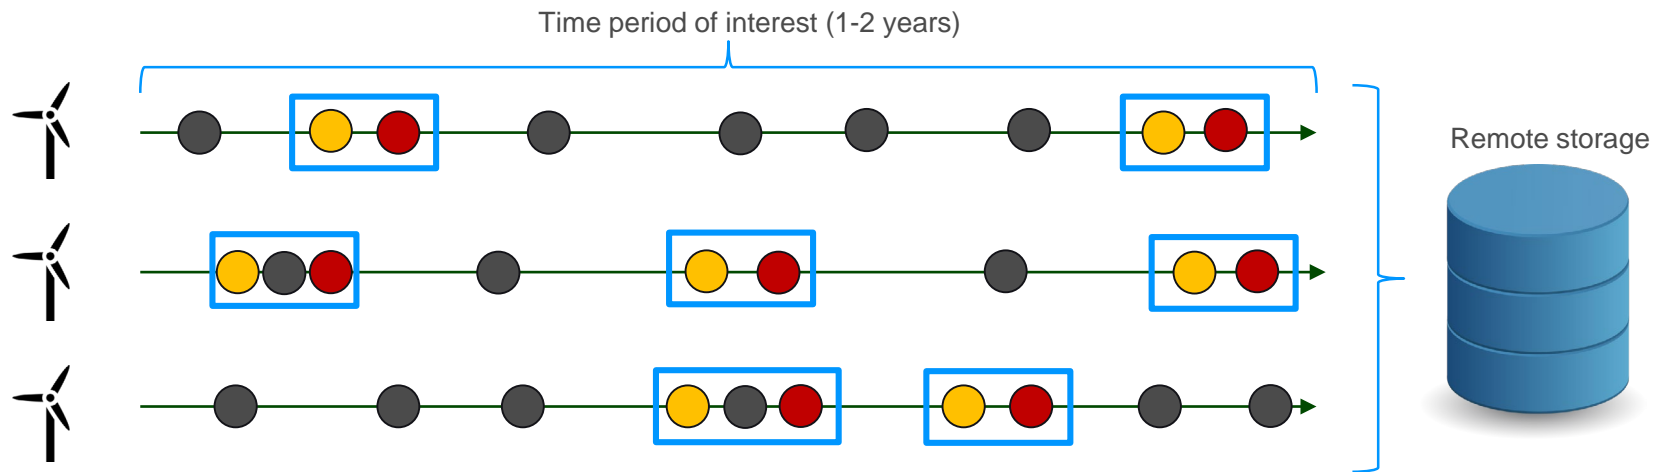 Time period of interest (1-2 years)
Remote storage